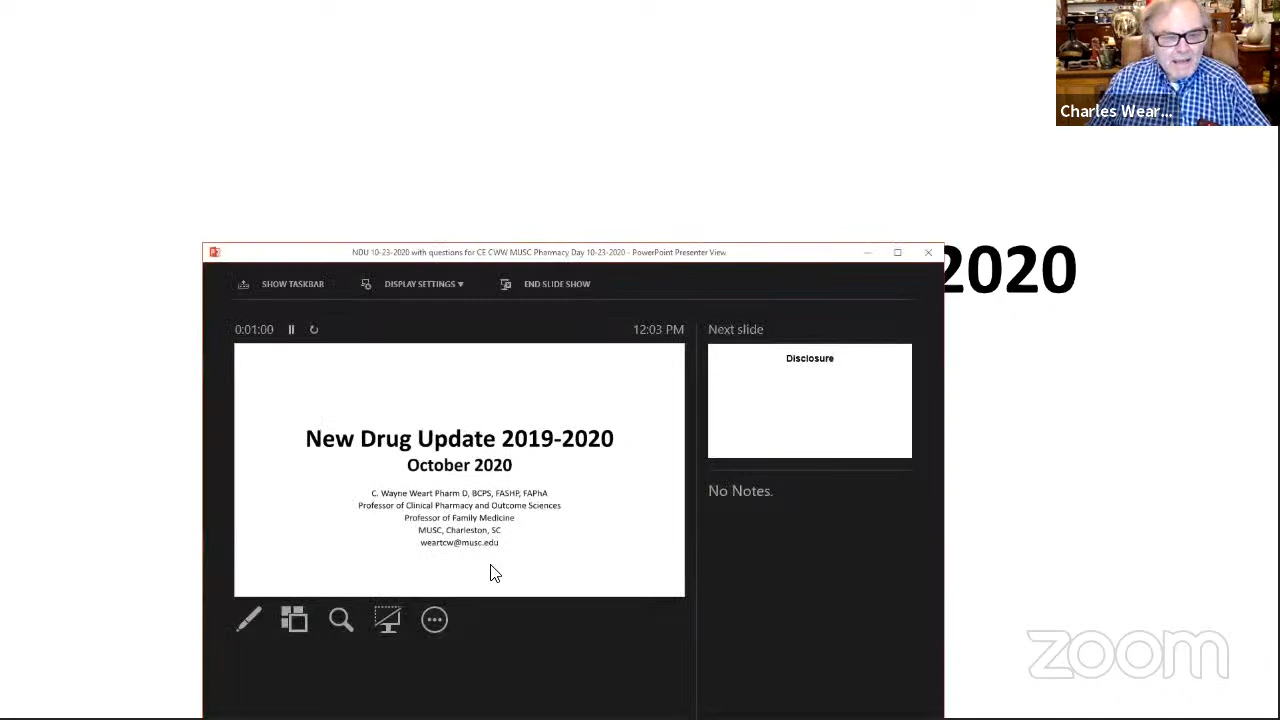 Charles Wear...
NDU 10-23-2020 with questions for CE CWW MUSC Pharmacy Day 10-23-2020 - PowerPoint Presenter View
2020
SHOW TASKBAR
DISPLAY SETTINGS ▾
END SLIDE SHOW
0:01:00
12:03 PM
Next slide
Disclosure
New Drug Update 2019-2020
October 2020
C. Wayne Weart Pharm D, BCPS, FASHP, FAPhA
Professor of Clinical Pharmacy and Outcome Sciences
Professor of Family Medicine
MUSC, Charleston, SC
weartcw@musc.edu
No Notes.
zoom